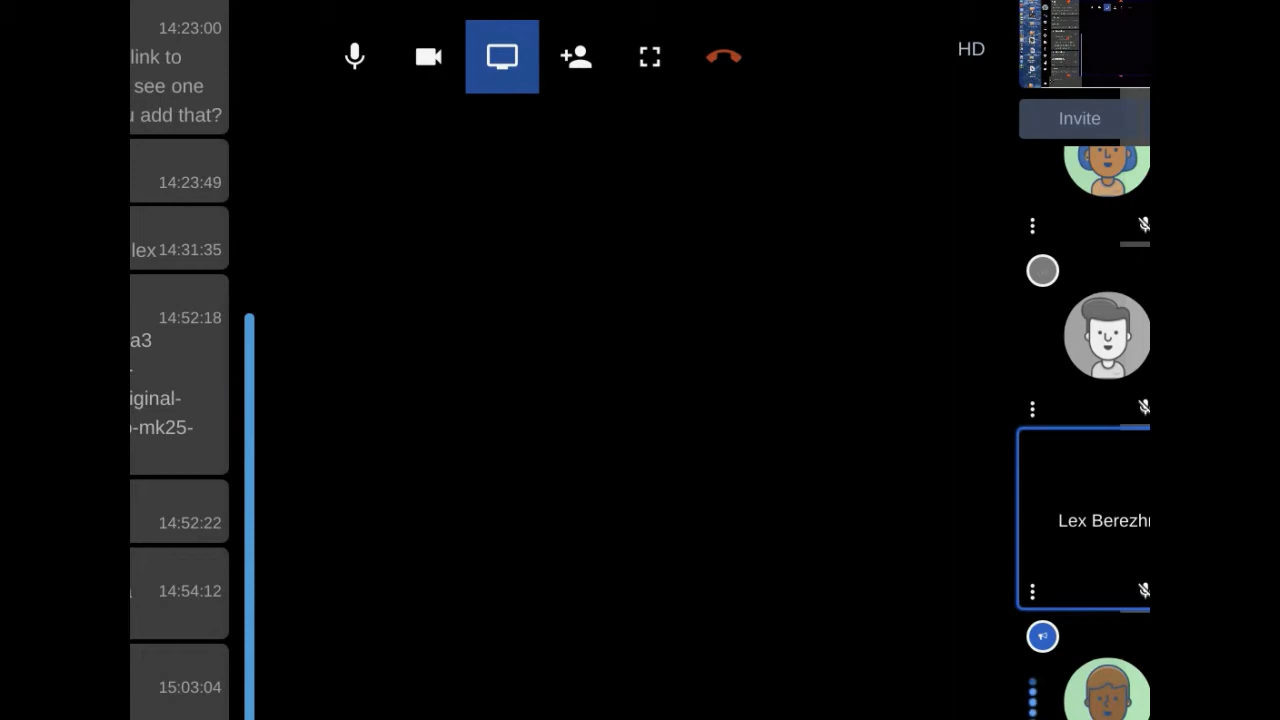 14:23:00
link to
see one
add that?
14:23:49
lex 14:31:35
14:52:18
a3
-
iginal-
-mk25-
14:52:22
14:54:12
15:03:04
HD
Invite
Lex Berezh